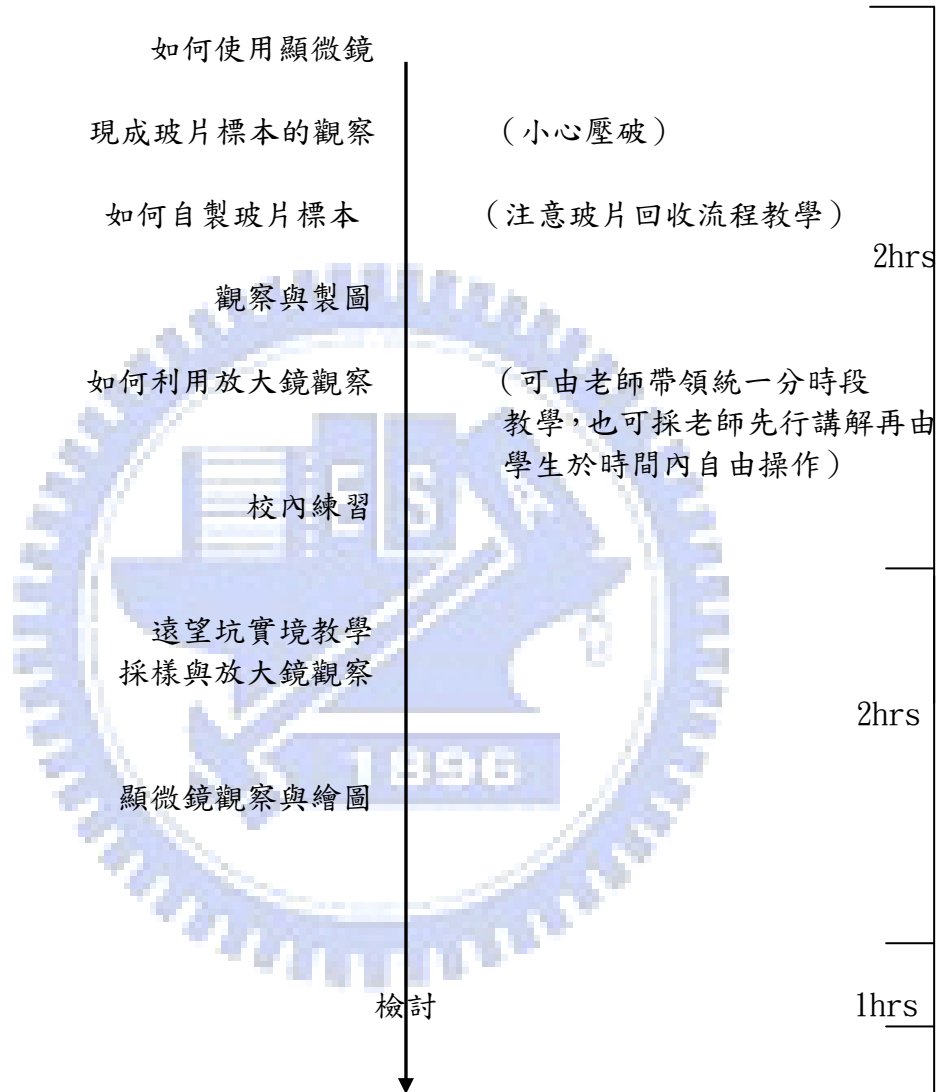 如何使用顯微鏡
現成玻片標本的觀察 （小心壓破）
如何自製玻片標本 （注意玻片回收流程教學）
2hrs
觀察與製圖
如何利用放大鏡觀察 （可由老師帶領統一分時段
教學，也可採老師先行講解再由
學生於時間內自由操作）
校內練習
遠望坑實境教學
採樣與放大鏡觀察
2hrs
顯微鏡觀察與繪圖
1896
檢討 1hrs